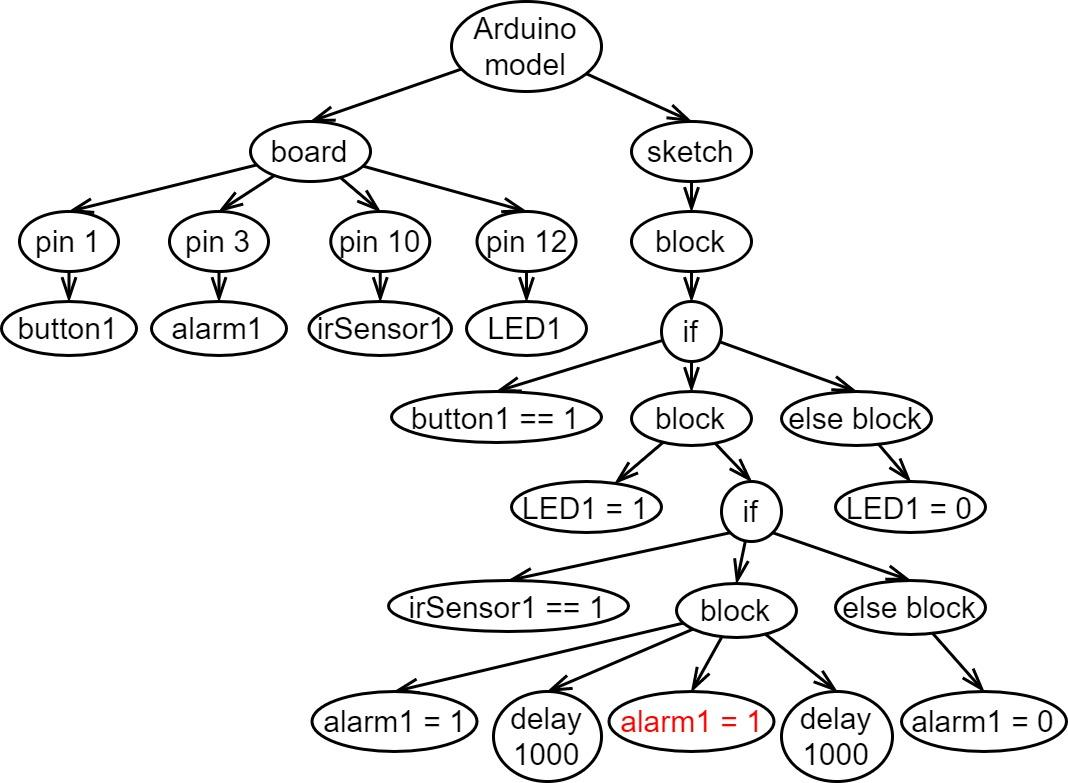 Arduino
model
board
sketch
pin 1
pin 3
pin 10
pin 12
block
button1
alarm1
irSensor1
LED1
if
button1 == 1
block
else block
LED1 = 1
if
LED1 = 0
irSensor1 == 1
block
else block
alarm1 = 1
delay
1000
alarm1 = 1
delay
1000
alarm1 = 0